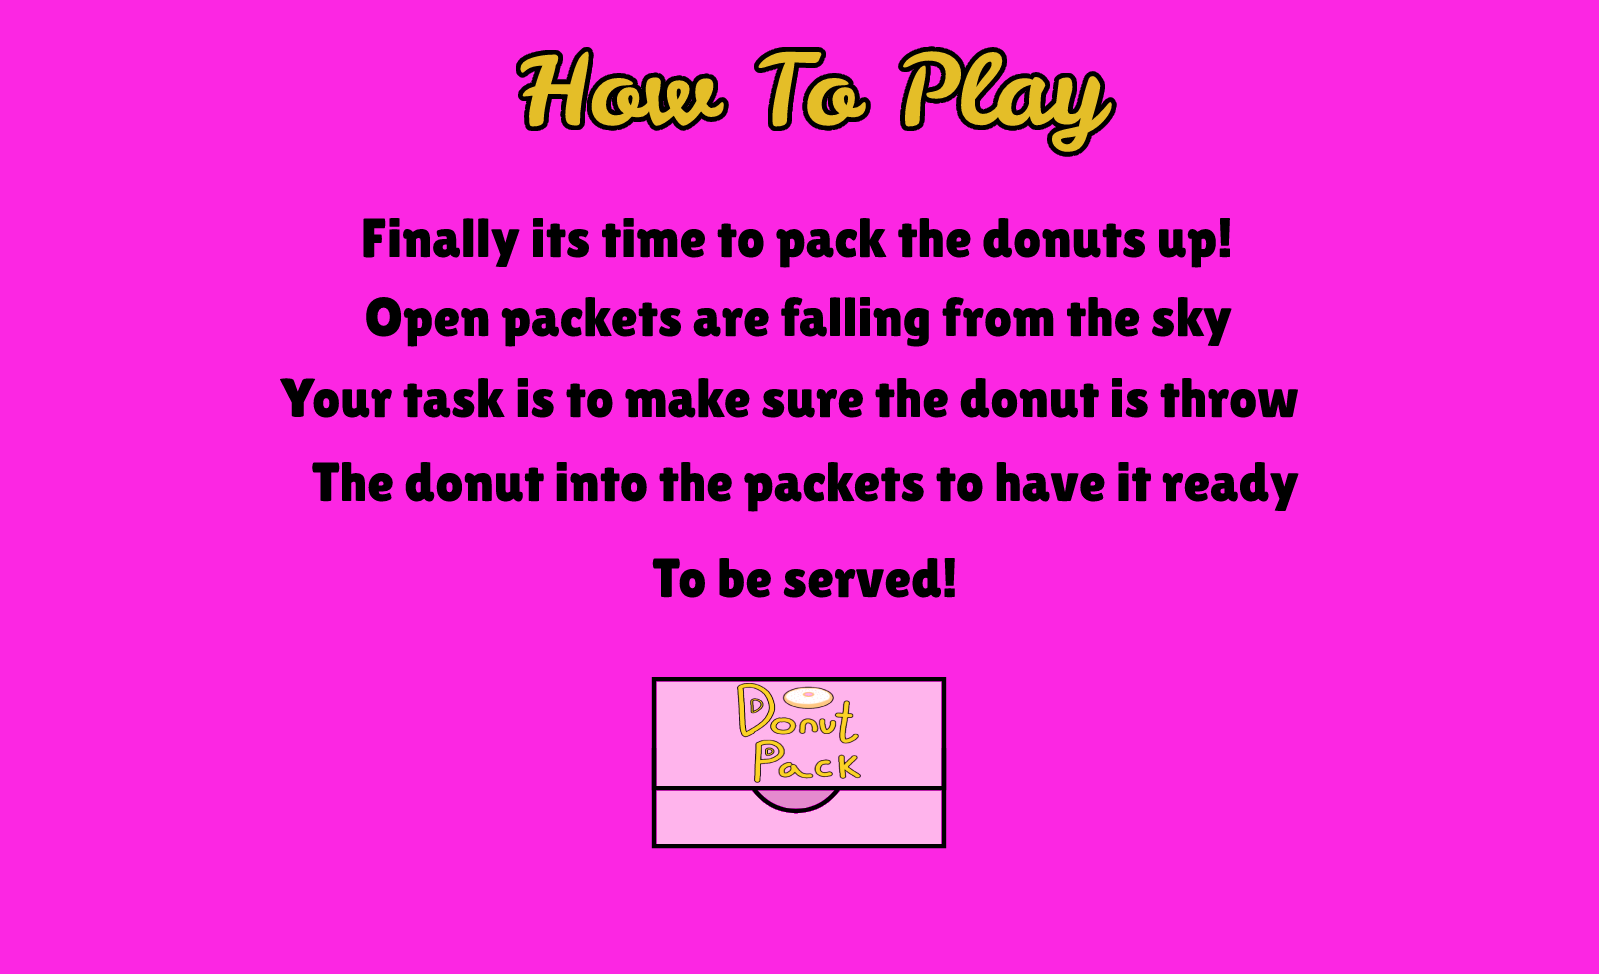 How To Play
Finally its time to pack the donuts up!
Open packets are falling from the sky
Your task is to make sure the donut is throw
The donut into the packets to have it ready
To be served!
Donut
Pack